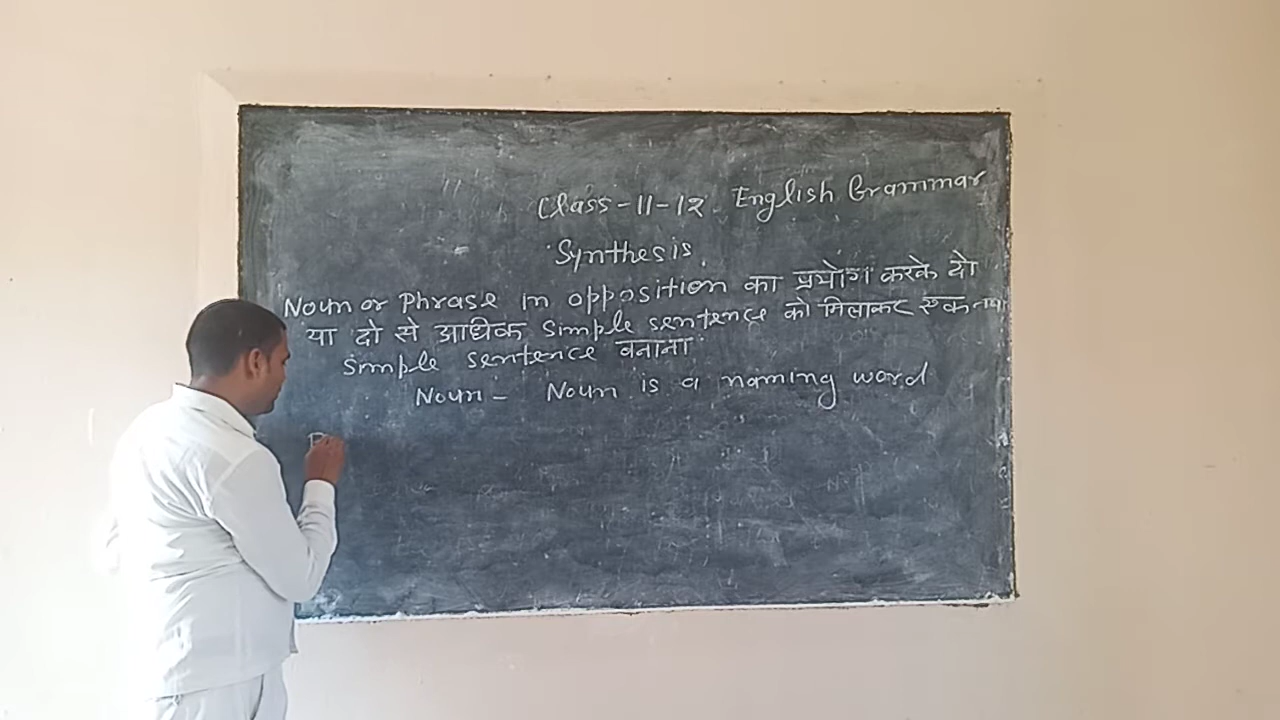 Class-11-12 English Grammar
Synthesis
Noun or Phrase in opposition का प्रयोग करके दो
या दो से अधिक simple sentence को मिलाकर एक नया
simple sentence बनाना
Noun - Noun is a naming word
P